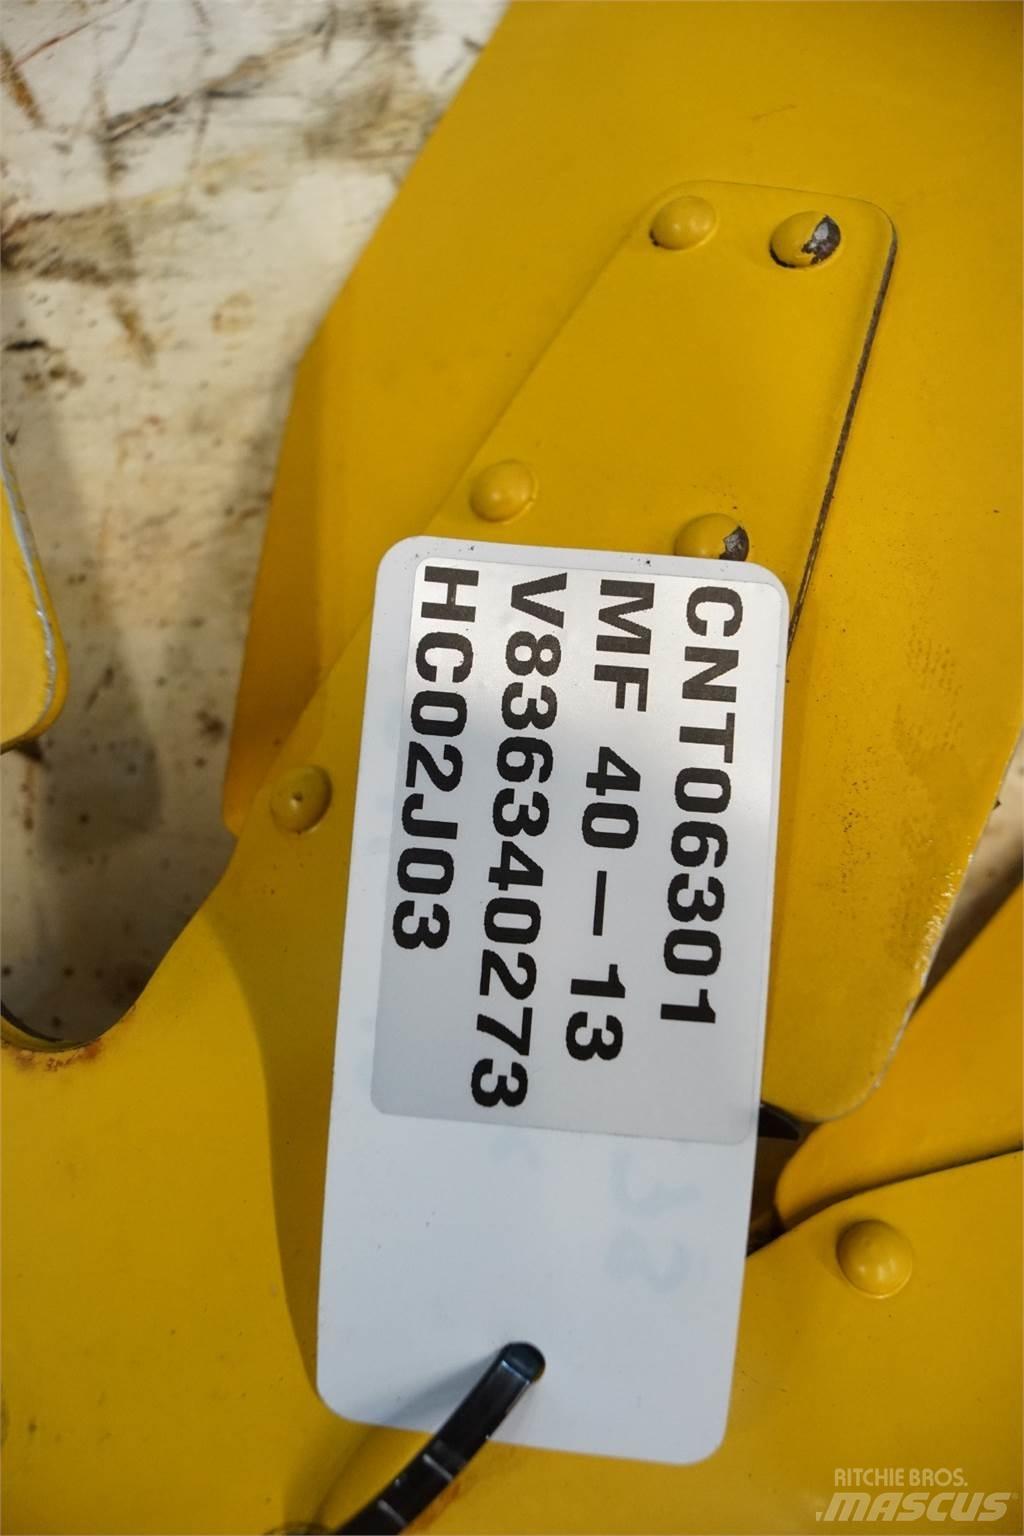 CNT06301
MF 40-13
V836340273
HC02J03
RITCHIE BROS.
MASCUS